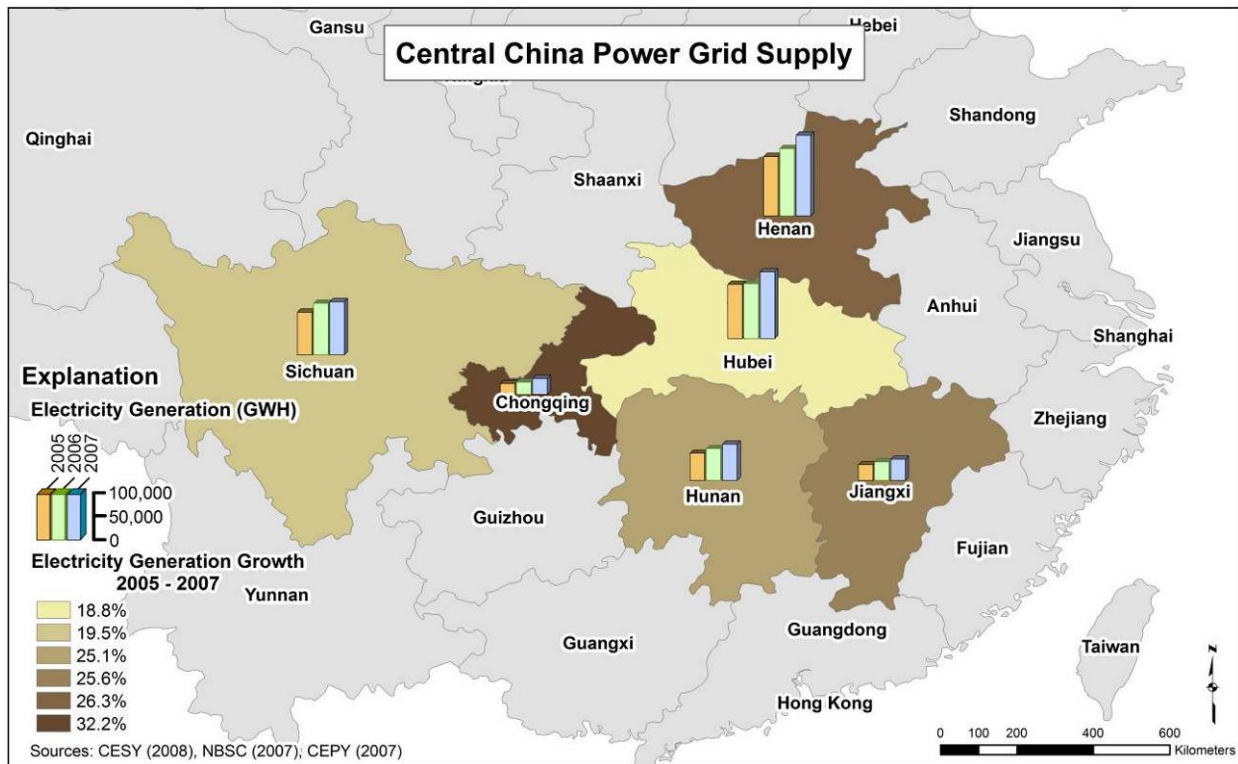 Central China Power Grid Supply
Gansu
Hebei
Qinghai
Shaanxi
Shandong
Henan
Jiangsu
Anhui
Shanghai
Sichuan
Hubei
Chongqing
Zhejiang
Hunan
Jiangxi
Guizhou
Fujian
Yunnan
Guangxi
Guangdong
Taiwan
Hong Kong
Explanation
Electricity Generation (GWH)
2005
2006
2007
100,000
50,000
0
Electricity Generation Growth
2005 - 2007
18.8%
19.5%
25.1%
25.6%
26.3%
32.2%
Sources: CESY (2008), NBSC (2007), CEPY (2007)
N
0 100 200 400 600
Kilometers